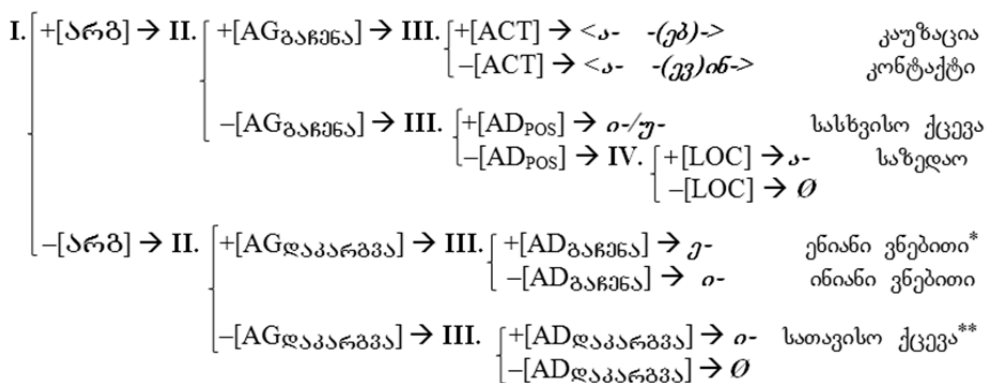 I. +[არგ] → II. +[AGგაჩენა] → III. +[ACT] → <ა- -(ებ)-> კაუზაცია
–[ACT] → <ა- -(ევ)ინ-> კონტაქტი
–[AGგაჩენა] → III. +[ADPOS] → ი-/უ- სასხვისო ქცევა
–[ADPOS] → IV. +[LOC] → ა- საზედაო
–[LOC] → Ø
–[არგ] → II. +[AGდაკარგვა] → III. +[ADგაჩენა] → ე- ენიანი ვნებითი*
–[ADგაჩენა] → ი- ინიანი ვნებითი
–[AGდაკარგვა] → III. +[ADდაკარგვა] → ი- სათავისო ქცევა**
–[ADდაკარგვა] → Ø